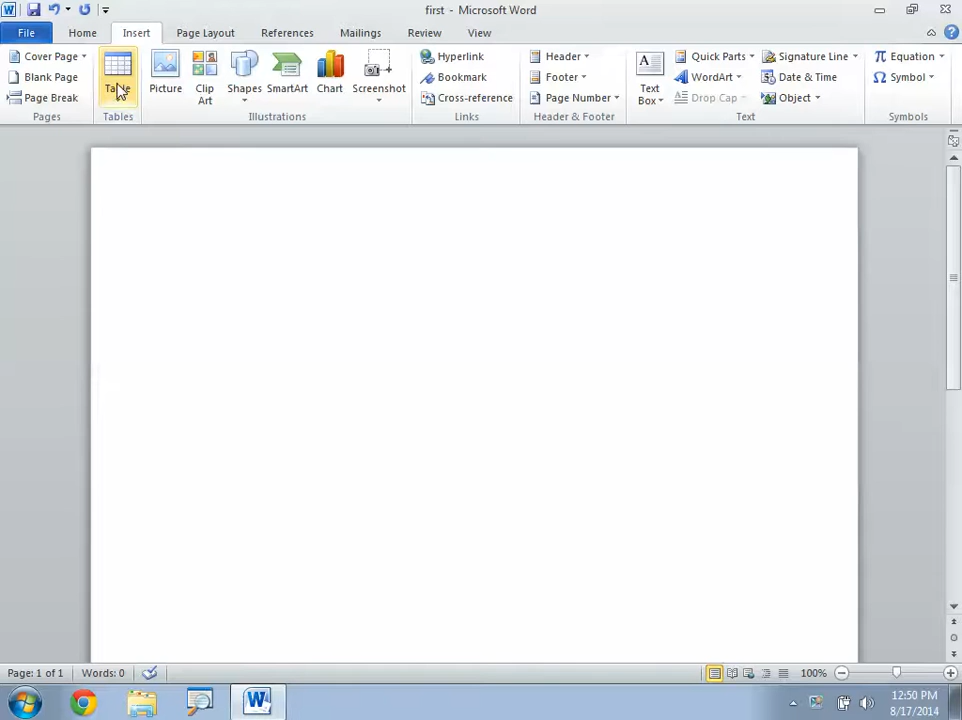 first - Microsoft Word
File Home Insert Page Layout References Mailings Review View
Cover Page
Blank Page
Page Break
Pages
Table
Tables
Picture
Clip
Art
Shapes
SmartArt
Chart
Screenshot
Illustrations
Hyperlink
Bookmark
Cross-reference
Links
Header
Footer
Page Number
Header & Footer
Text
Box
Quick Parts
WordArt
Drop Cap
Signature Line
Date & Time
Object
Text
Equation
Symbol
Symbols
Page: 1 of 1 Words: 0 100%
12:50 PM
8/17/2014